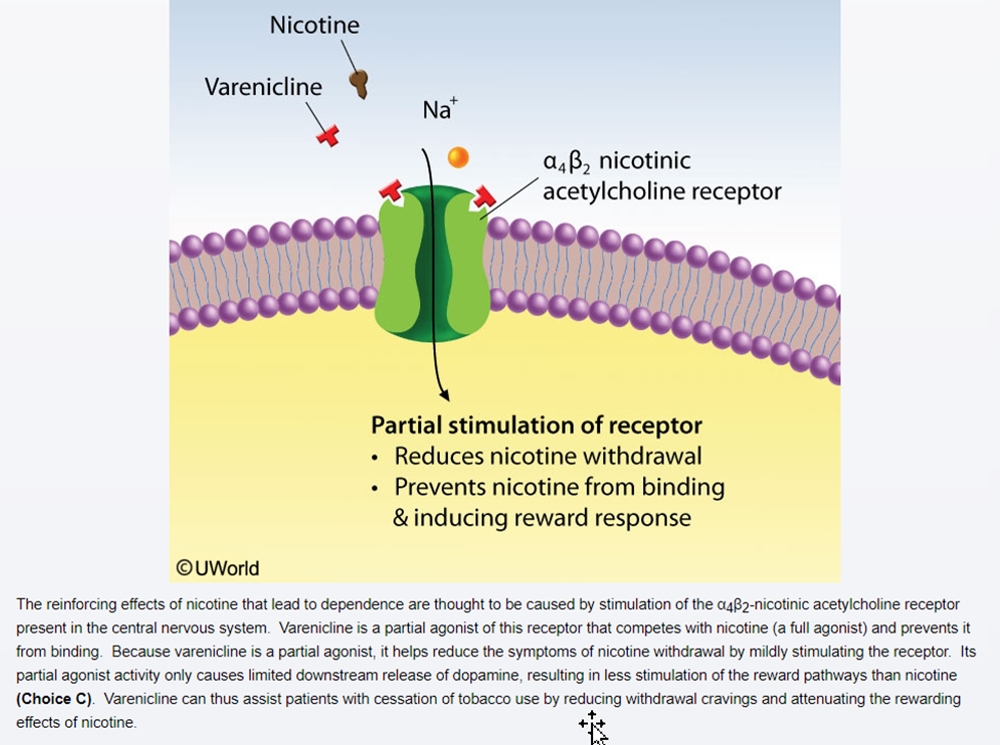 Nicotine
Varenicline
Na⁺
α₄β₂ nicotinic
acetylcholine receptor
Partial stimulation of receptor
• Reduces nicotine withdrawal
• Prevents nicotine from binding
& inducing reward response
©UWorld
The reinforcing effects of nicotine that lead to dependence are thought to be caused by stimulation of the α4β2-nicotinic acetylcholine receptor
present in the central nervous system.  Varenicline is a partial agonist of this receptor that competes with nicotine (a full agonist) and prevents it
from binding.  Because varenicline is a partial agonist, it helps reduce the symptoms of nicotine withdrawal by mildly stimulating the receptor.  Its
partial agonist activity only causes limited downstream release of dopamine, resulting in less stimulation of the reward pathways than nicotine
(Choice C).  Varenicline can thus assist patients with cessation of tobacco use by reducing withdrawal cravings and attenuating the rewarding
effects of nicotine.